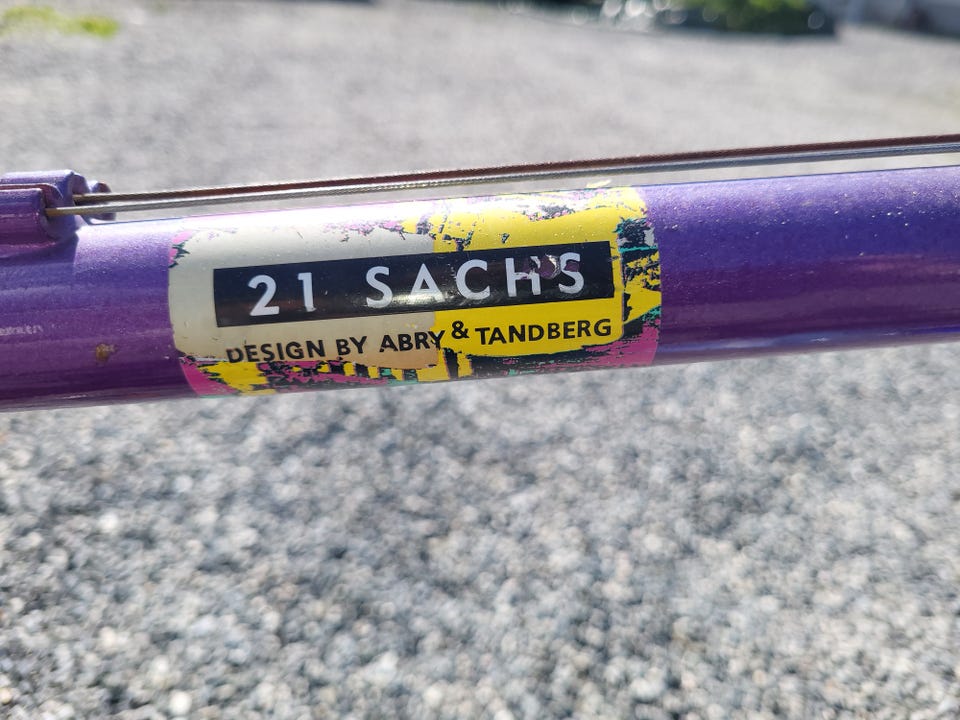 21 SACHS
DESIGN BY ABRY & TANDBERG